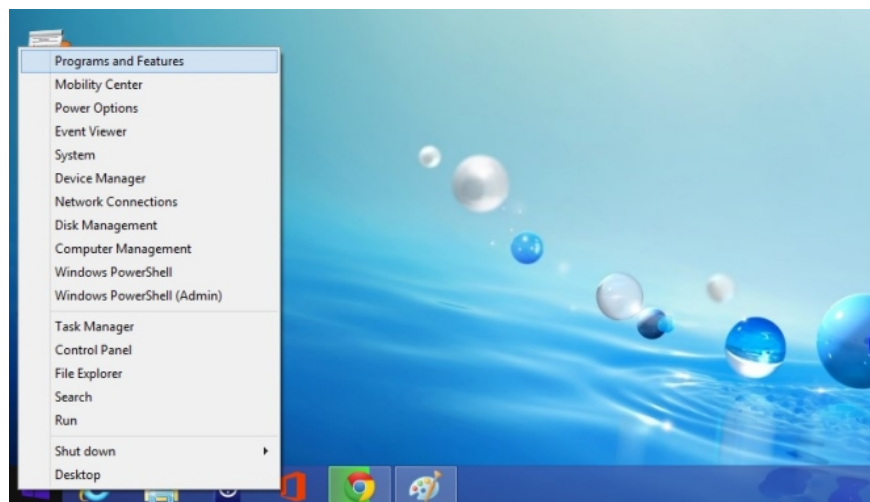 Programs and Features
Mobility Center
Power Options
Event Viewer
System
Device Manager
Network Connections
Disk Management
Computer Management
Windows PowerShell
Windows PowerShell (Admin)
Task Manager
Control Panel
File Explorer
Search
Run
Shut down
Desktop